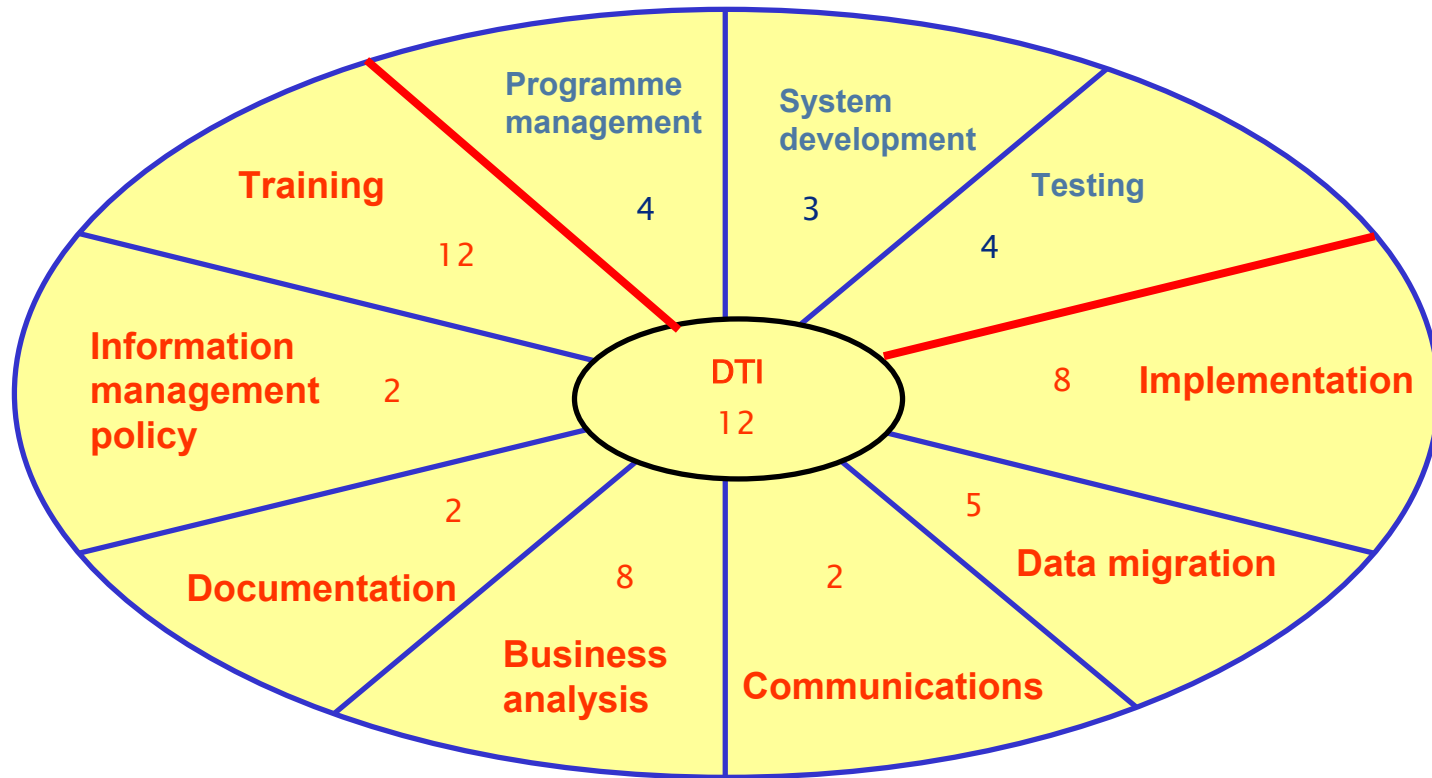 Programme
management
4
System
development
3
Testing
4
Training
12
Information
management
policy
2
DTI
12
8
Implementation
2
Documentation
8
Business
analysis
2
Communications
5
Data migration